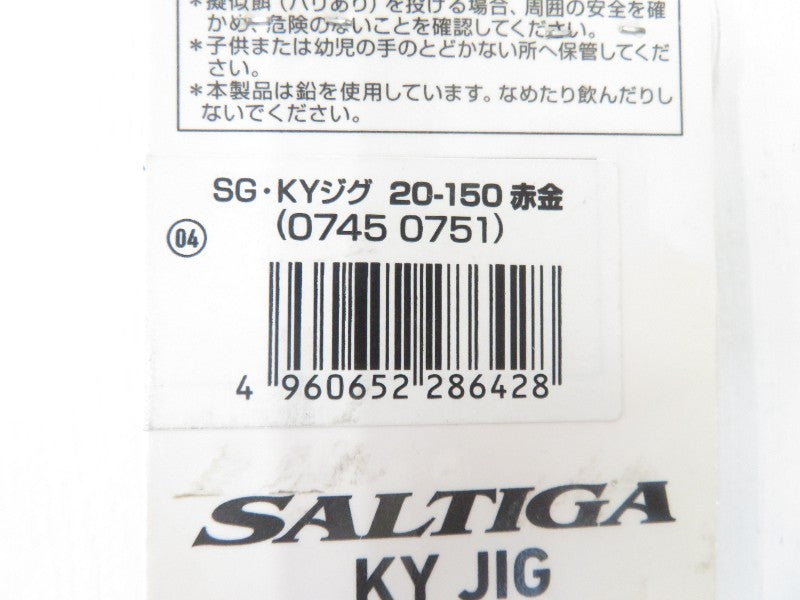 *擬似餌（ハリあり）を投げる場合、周囲の安全を確
かめ、危険のないことを確認してください。
*子供または幼児の手のとどかない所へ保管してくだ
さい。
*本製品は鉛を使用しています。なめたり飲んだりし
ないでください。
SG・KYジグ 20-150 赤金
(0745 0751)
04
4 960652 286428
SALTIGA
KY JIG